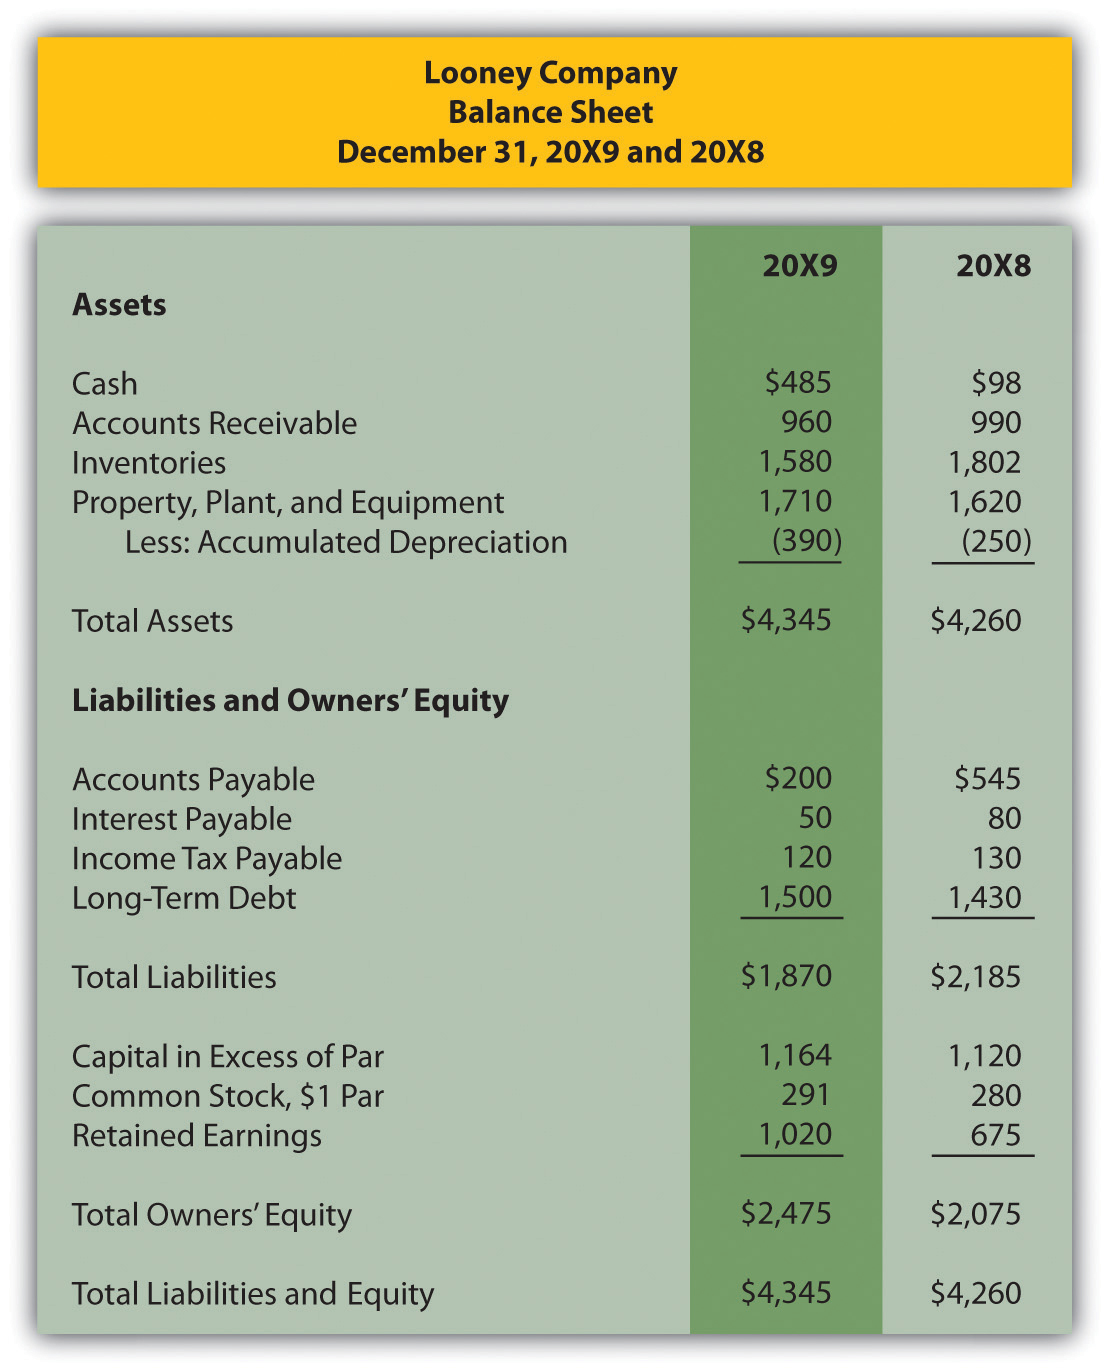 Looney Company
Balance Sheet
December 31, 20X9 and 20X8
20X9 20X8
Assets
Cash $485 $98
Accounts Receivable 960 990
Inventories 1,580 1,802
Property, Plant, and Equipment 1,710 1,620
Less: Accumulated Depreciation (390) (250)
Total Assets $4,345 $4,260
Liabilities and Owners’ Equity
Accounts Payable $200 $545
Interest Payable 50 80
Income Tax Payable 120 130
Long-Term Debt 1,500 1,430
Total Liabilities $1,870 $2,185
Capital in Excess of Par 1,164 1,120
Common Stock, $1 Par 291 280
Retained Earnings 1,020 675
Total Owners’ Equity $2,475 $2,075
Total Liabilities and Equity $4,345 $4,260